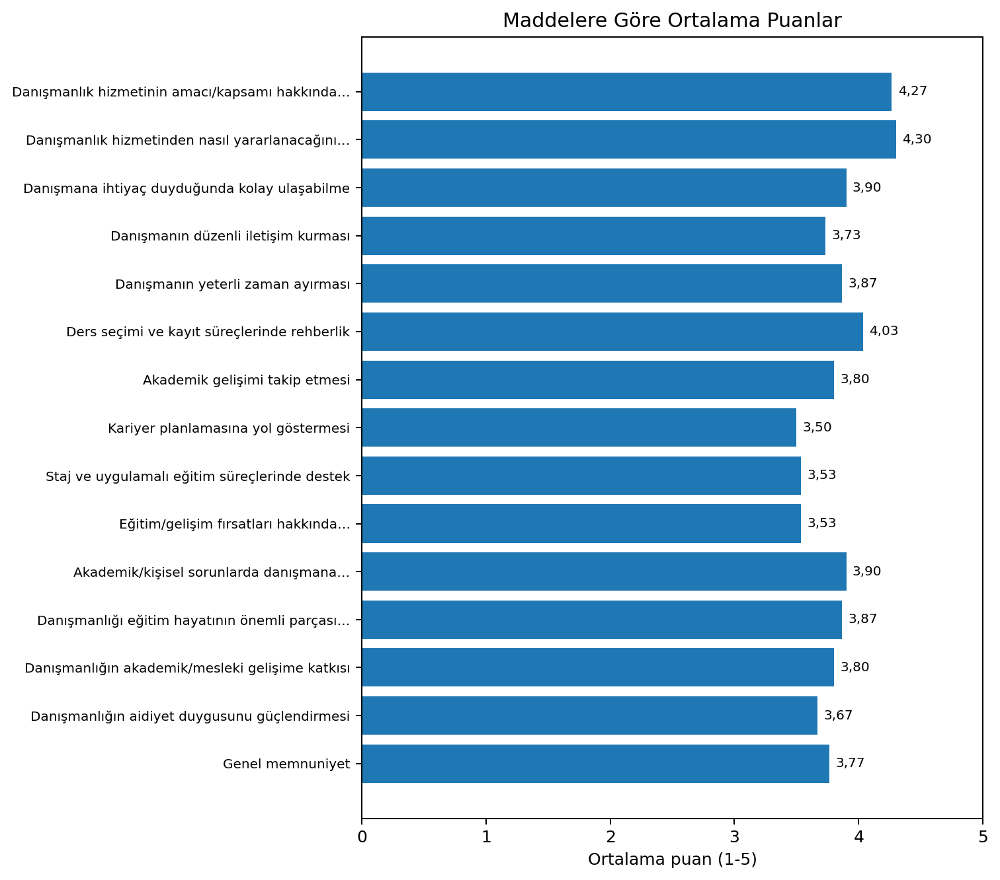 Maddelere Göre Ortalama Puanlar
Danışmanlık hizmetinin amacı/kapsamı hakkında… 4,27
Danışmanlık hizmetinden nasıl yararlanacağını… 4,30
Danışmana ihtiyaç duyduğunda kolay ulaşabilme 3,90
Danışmanın düzenli iletişim kurması 3,73
Danışmanın yeterli zaman ayırması 3,87
Ders seçimi ve kayıt süreçlerinde rehberlik 4,03
Akademik gelişimi takip etmesi 3,80
Kariyer planlamasına yol göstermesi 3,50
Staj ve uygulamalı eğitim süreçlerinde destek 3,53
Eğitim/gelişim fırsatları hakkında… 3,53
Akademik/kişisel sorunlarda danışmana… 3,90
Danışmanlığı eğitim hayatının önemli parçası… 3,87
Danışmanlığın akademik/mesleki gelişime katkısı 3,80
Danışmanlığın aidiyet duygusunu güçlendirmesi 3,67
Genel memnuniyet 3,77
0 1 2 3 4 5
Ortalama puan (1-5)